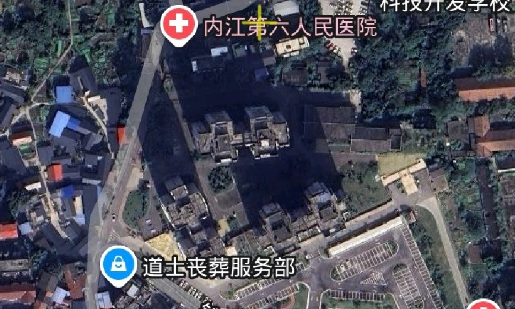 科技开发学校
内江第六人民医院
道士丧葬服务部